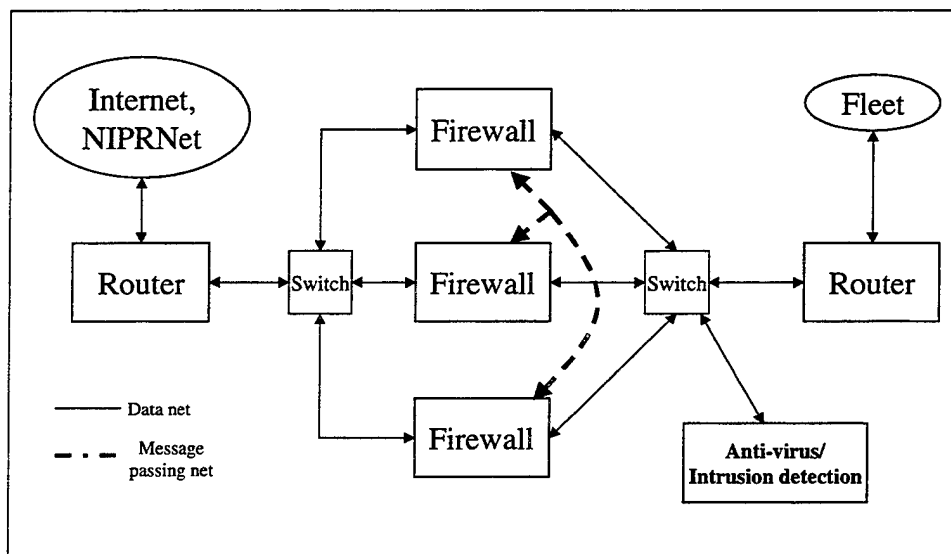 Internet,
NIPRNet
Fleet
Firewall
Router
Switch
Firewall
Switch
Router
Firewall
Data net
Message
passing net
Anti-virus/
Intrusion detection